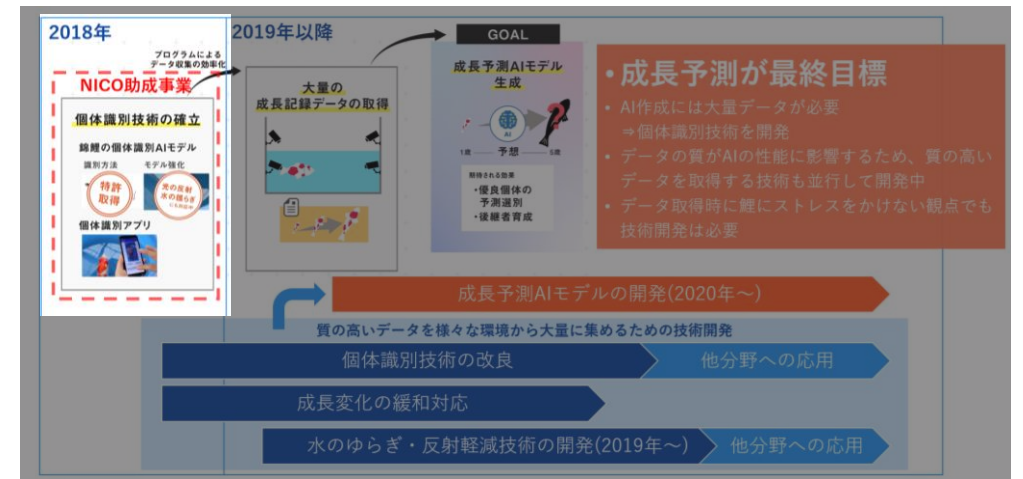 2018年
プログラムによる
データ収集の効率化
NICO助成事業
個体識別技術の確立
錦鯉の個体識別AIモデル
識別方法
モデル強化
特許
取得
光の反射
水の揺らぎ
個体識別アプリ
2019年以降
大量の
成長記録データの取得
GOAL
成長予測AIモデル
生成
AI
1歳
予想
5歳
期待される効果
・優良個体の
予測選別
・後継者育成
・成長予測が最終目標
• AI作成には大量データが必要
⇒個体識別技術を開発
• データの質がAIの性能に影響するため、質の高い
データを取得する技術も並行して開発中
• データ取得時に鯉にストレスをかけない観点でも
技術開発は必要
成長予測AIモデルの開発(2020年～)
質の高いデータを様々な環境から大量に集めるための技術開発
個体識別技術の改良
他分野への応用
成長変化の緩和対応
水のゆらぎ・反射軽減技術の開発(2019年～)
他分野への応用